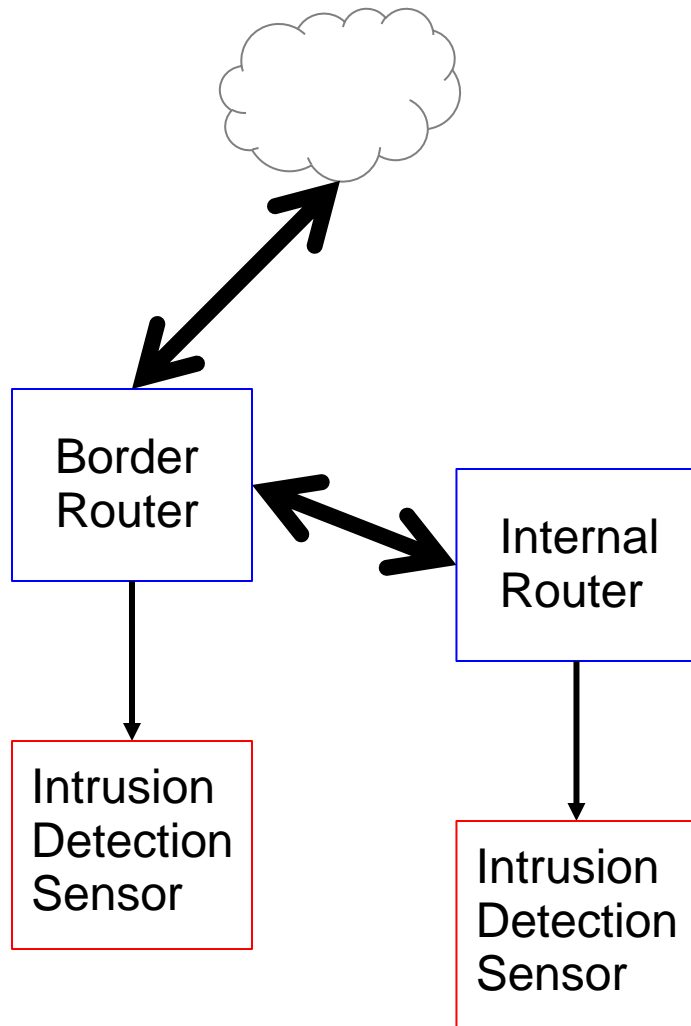 Border
Router
Internal
Router
Intrusion
Detection
Sensor
Intrusion
Detection
Sensor